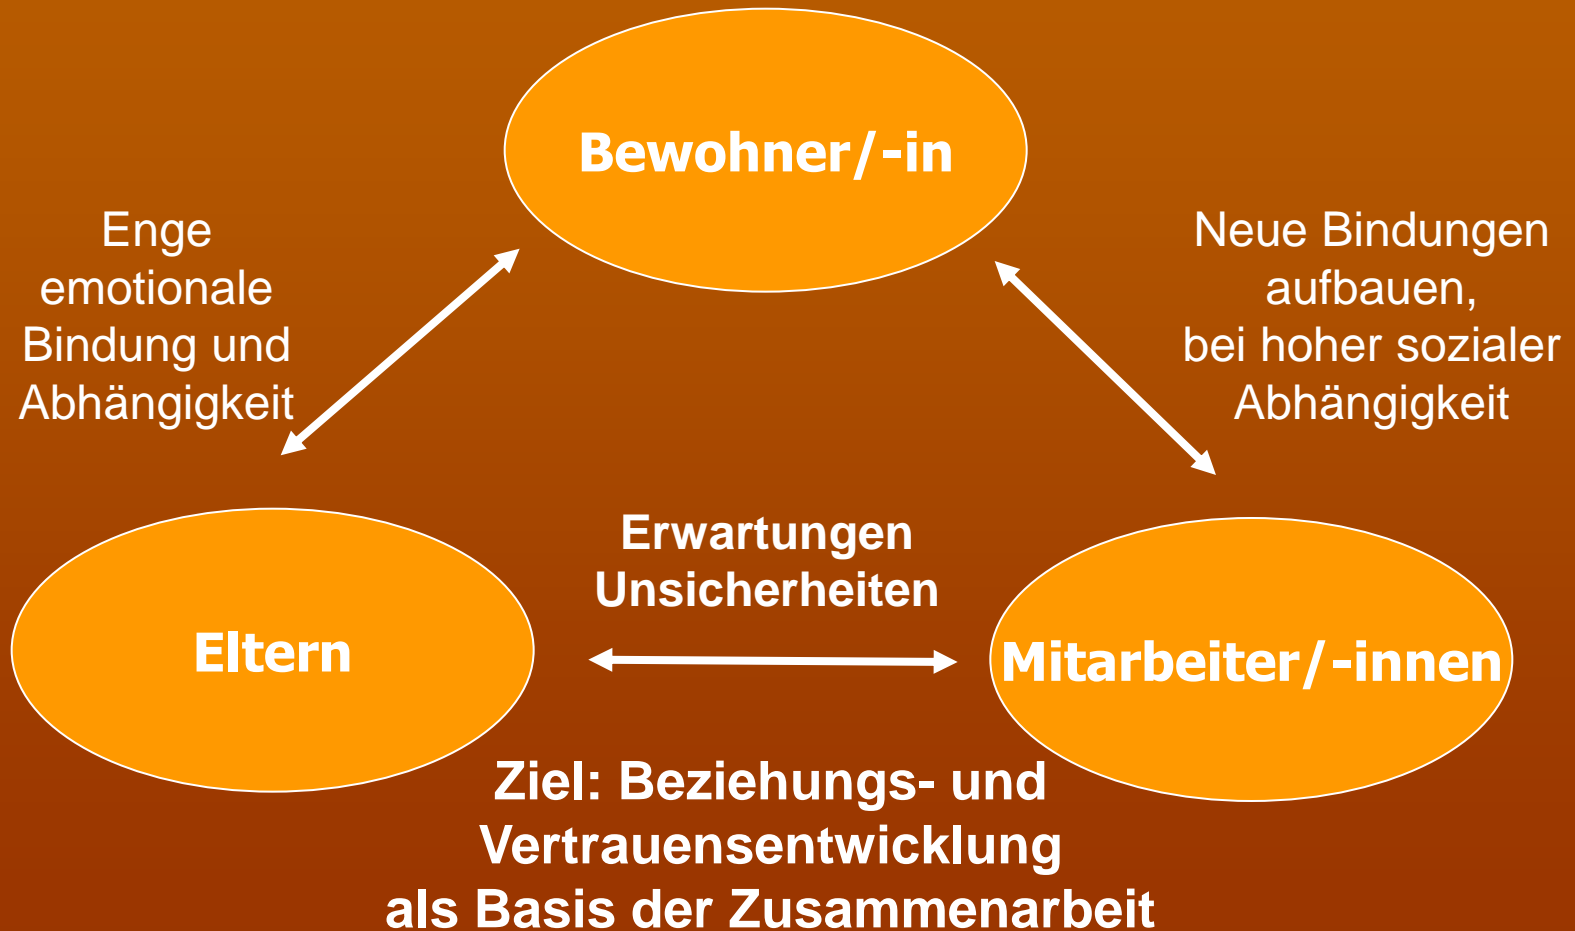 Bewohner/-in
Enge
emotionale
Bindung und
Abhängigkeit
Neue Bindungen
aufbauen,
bei hoher sozialer
Abhängigkeit
Erwartungen
Unsicherheiten
Eltern
Mitarbeiter/-innen
Ziel: Beziehungs- und
Vertrauensentwicklung
als Basis der Zusammenarbeit